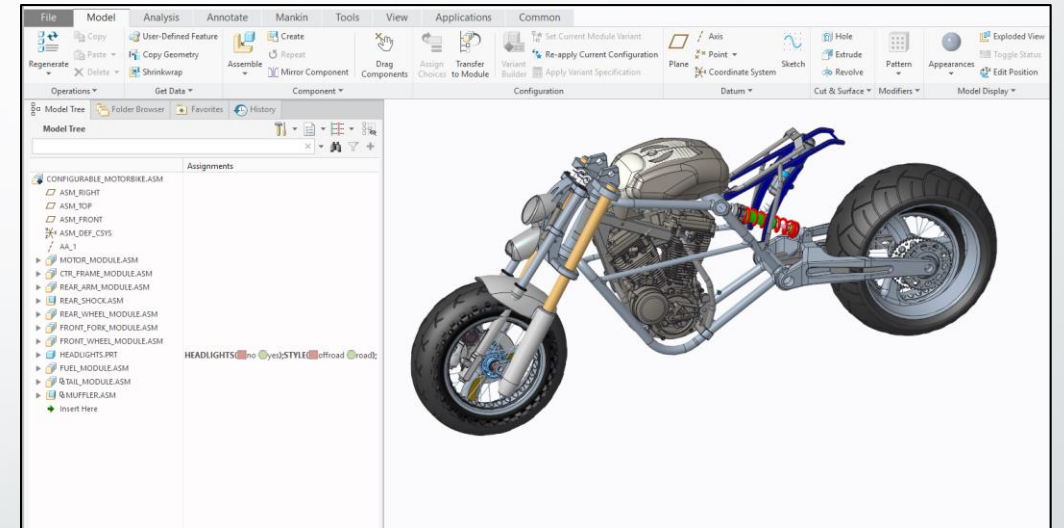 File Model Analysis Annotate Mankin Tools View Applications Common
Regenerate
Copy
Paste
Delete
Operations
User-Defined Feature
Copy Geometry
Shrinkwrap
Get Data
Assemble
Create
Repeat
Mirror Component
Drag Components
Component
Assign Choices
Transfer to Module
Variant Builder
Set Current Module Variant
Re-apply Current Configuration
Apply Variant Specification
Configuration
Plane
Axis
Point
Coordinate System
Sketch
Datum
Hole
Extrude
Revolve
Cut & Surface
Pattern
Modifiers
Appearances
Exploded View
Toggle Status
Edit Position
Model Display
Model Tree Folder Browser Favorites History
Model Tree
Assignments
CONFIGURABLE_MOTORBIKE.ASM
ASM_RIGHT
ASM_TOP
ASM_FRONT
ASM_DEF_CSYS
AA_1
MOTOR_MODULE.ASM
CTR_FRAME_MODULE.ASM
REAR_ARM_MODULE.ASM
REAR_SHOCK.ASM
REAR_WHEEL_MODULE.ASM
FRONT_FORK_MODULE.ASM
FRONT_WHEEL_MODULE.ASM
HEADLIGHTS.PRT HEADLIGHTS(no yes);STYLE(offroad road);
FUEL_MODULE.ASM
TAIL_MODULE.ASM
MUFFLER.ASM
Insert Here